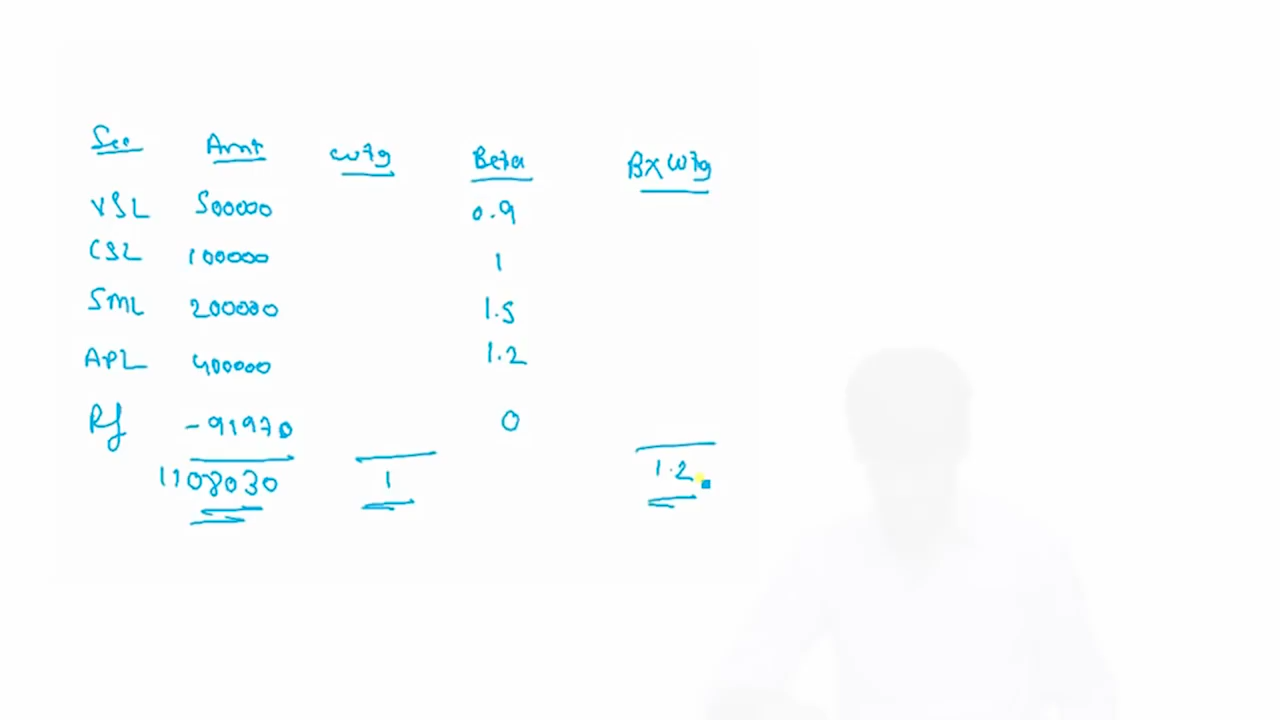 Sec Amnt wtg Beta BxWtg
VSL 500000 0.9
CSL 100000 1
SML 200000 1.5
APL 400000 1.2
Rf -91970 0
1108030 1 1.2